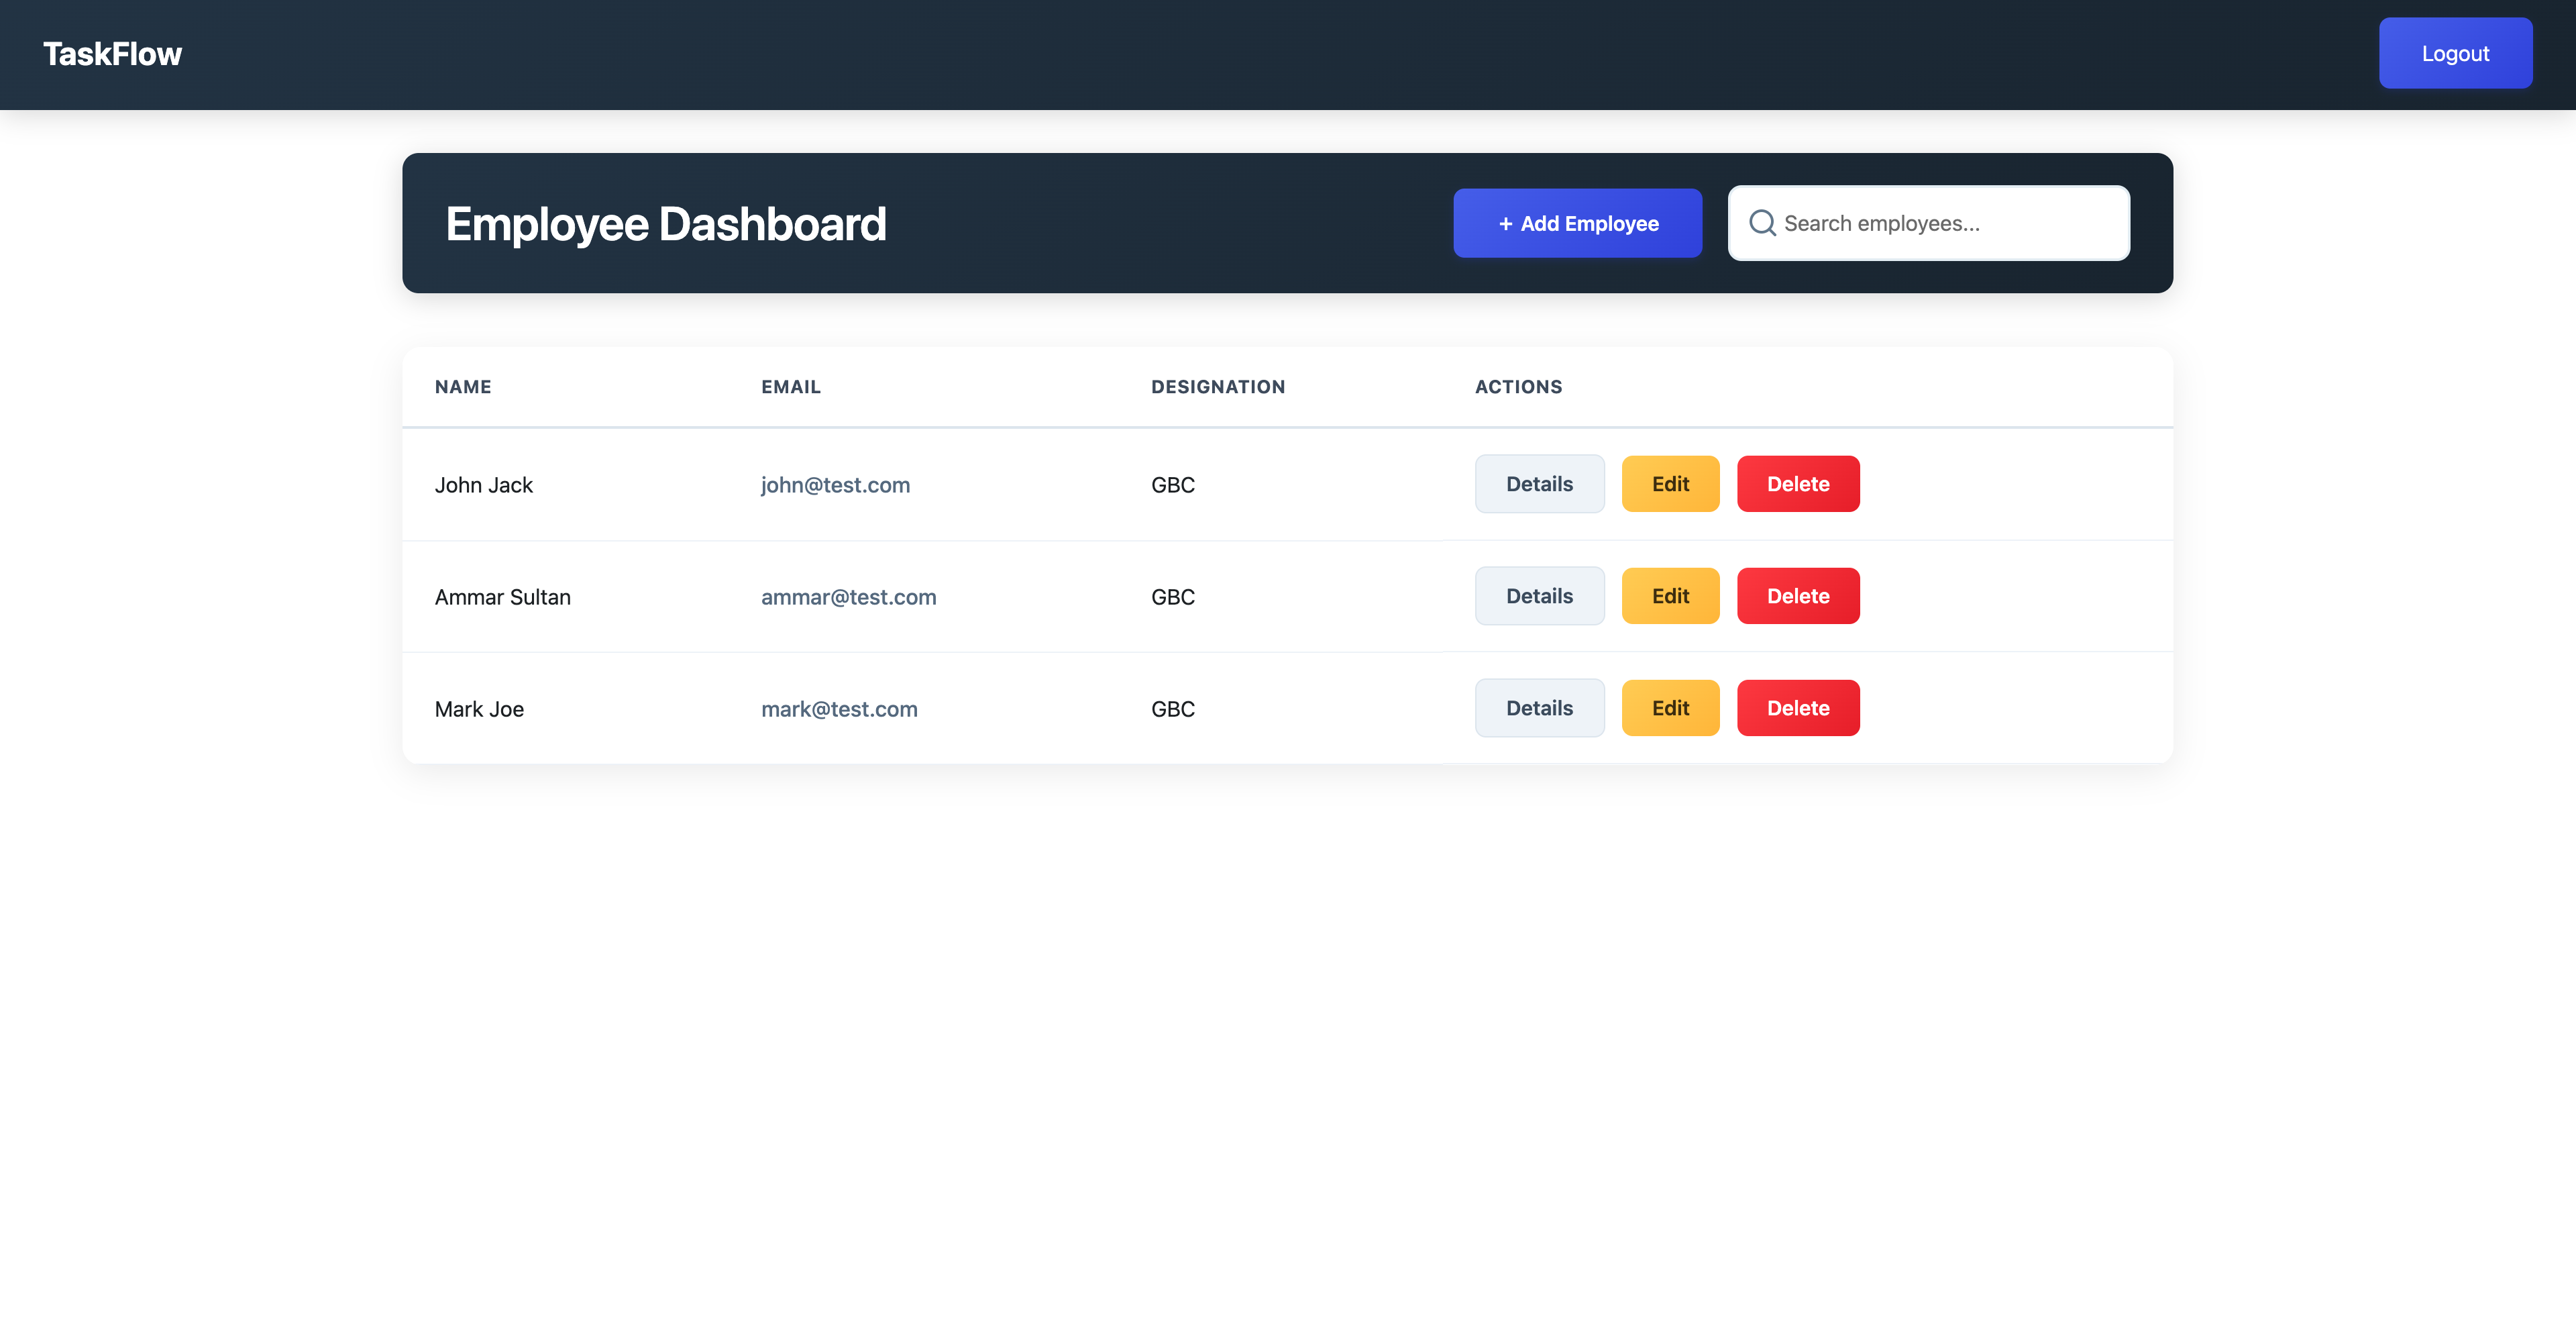 TaskFlow
Logout
Employee Dashboard
+ Add Employee
Search employees...
NAME EMAIL DESIGNATION ACTIONS
John Jack john@test.com GBC Details Edit Delete
Ammar Sultan ammar@test.com GBC Details Edit Delete
Mark Joe mark@test.com GBC Details Edit Delete